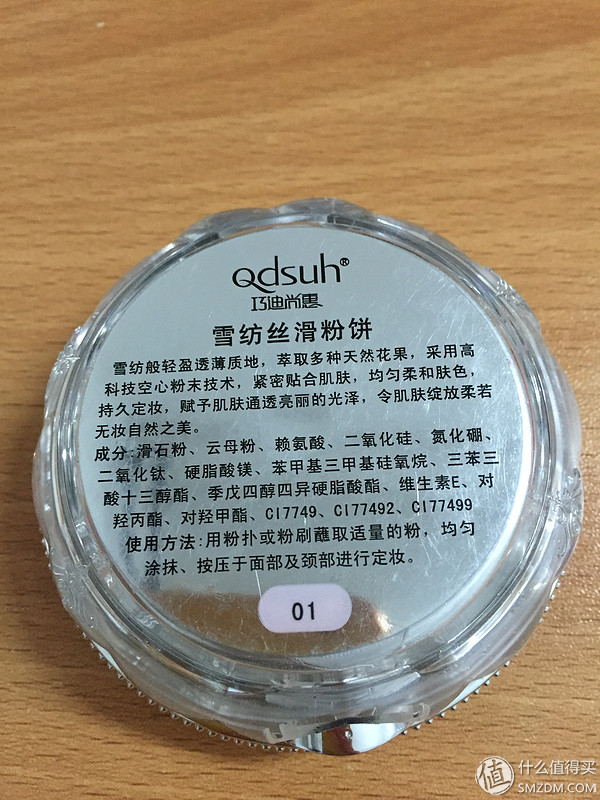 Qdsuh®
巧迪尚惠
雪纺丝滑粉饼
雪纺般轻盈透薄质地，萃取多种天然花果，采用高
科技空心粉末技术，紧密贴合肌肤，均匀柔和肤色，
持久定妆，赋予肌肤通透亮丽的光泽，令肌肤绽放柔若
无妆自然之美。
成分:滑石粉、云母粉、赖氨酸、二氧化硅、氮化硼、
二氧化钛、硬脂酸镁、苯甲基三甲基硅氧烷、三苯三
酸十三醇酯、季戊四醇四异硬脂酸酯、维生素E、对
羟丙酯、对羟甲酯、CI7749、CI77492、CI77499
使用方法:用粉扑或粉刷蘸取适量的粉，均匀
涂抹、按压于面部及颈部进行定妆。
01
值 什么值得买
SMZDM.COM